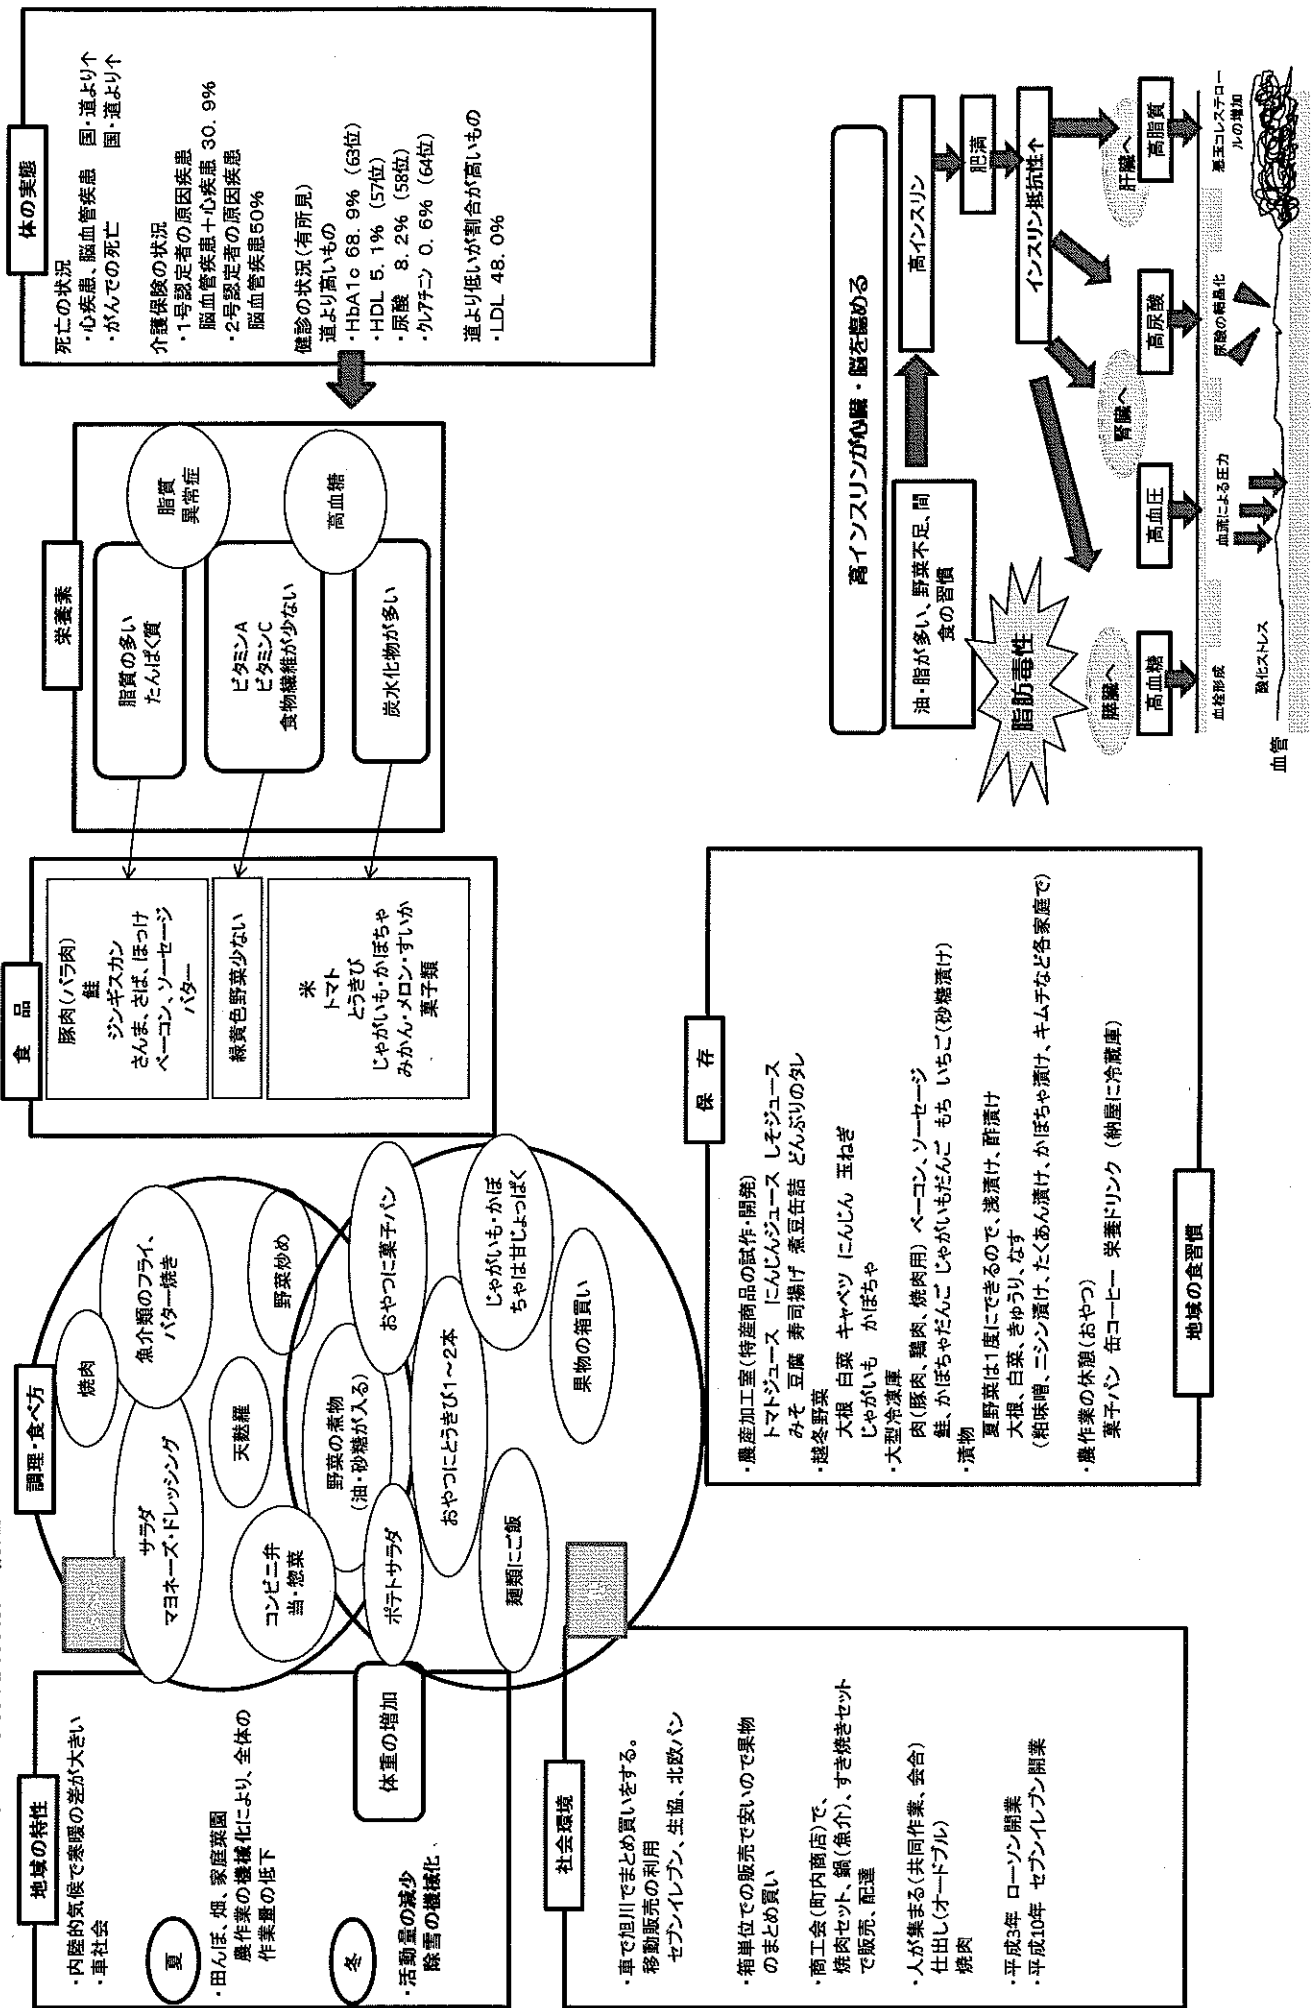 地域の特性
・内陸的気候で寒暖の差が大きい
・車社会
夏
・田んぼ、畑、家庭菜園
農作業の機械化により、全体の
作業量の低下
冬
・活動量の減少
除雪の機械化
体重の増加
社会環境
・車で旭川でまとめ買いをする。
移動販売の利用
セブンイレブン、生協、北欧パン
・箱単位での販売で安いので果物
のまとめ買い
・商工会(町内商店)で、
焼肉セット、鍋(魚介)、すき焼きセット
で販売、配達
・人が集まる(共同作業、会合)
仕出し(オードブル)
焼肉
・平成3年 ローソン開業
・平成10年 セブンイレブン開業
調理・食べ方
焼肉
サラダ
マヨネーズ・ドレッシング
魚介類のフライ、
バター焼き
天麩羅
野菜炒め
コンビニ弁
当・惣菜
野菜の煮物
(油・砂糖が入る)
おやつに菓子パン
ポテトサラダ
おやつにとうきび1~2本
じゃがいも・かぼ
ちゃは甘じょっぱく
麺類にご飯
果物の箱買い
食 品
豚肉(バラ肉)
鮭
ジンギスカン
さんま、さば、ほっけ
ベーコン、ソーセージ
バター
緑黄色野菜少ない
米
トマト
とうきび
じゃがいも・かぼちゃ
みかん・メロン・すいか
菓子類
栄養素
脂質の多い
たんぱく質
脂質
異常症
ビタミンA
ビタミンC
食物繊維が少ない
高血糖
炭水化物が多い
体の実態
死亡の状況
・心疾患、脳血管疾患 国・道より↑
・がんでの死亡 国・道より↑
介護保険の状況
・1号認定者の原因疾患
脳血管疾患+心疾患 30.9%
・2号認定者の原因疾患
脳血管疾患50%
健診の状況(有所見)
道より高いもの
・HbA1c 68.9% (63位)
・HDL 5.1% (57位)
・尿酸 8.2% (58位)
・クレアチニン 0.6% (64位)
道より低いが割合が高いもの
・LDL 48.0%
保 存
・農産加工室(特産商品の試作・開発)
トマトジュース にんじんジュース しそジュース
みそ 豆腐 寿司揚げ 煮豆缶詰 どんぶりのタレ
・越冬野菜
大根 白菜 キャベツ にんじん 玉ねぎ
じゃがいも かぼちゃ
・大型冷凍庫
肉(豚肉、鶏肉、焼肉用) ベーコン、ソーセージ
鮭、かぼちゃだんご じゃがいもだんご もち いちご(砂糖漬け)
・漬物
夏野菜は1度にできるので、浅漬け、酢漬け
大根、白菜、きゅうり、なす
(粕味噌、ニシン漬け、たくあん漬け、かぼちゃ漬け、キムチなど各家庭で)
・農作業の休憩(おやつ)
菓子パン 缶コーヒー 栄養ドリンク (納屋に冷蔵庫)
地域の食習慣
高インスリンが心臓・脳を傷める
油・脂が多い、野菜不足、間
食の習慣
高インスリン
肥満
インスリン抵抗性↑
脂肪毒性
膵臓へ
腎臓へ
肝臓へ
高血糖
高血圧
高尿酸
高脂質
血栓形成
酸化ストレス
血流による圧力
尿酸の結晶化
悪玉コレステロー
ルの増加
血管